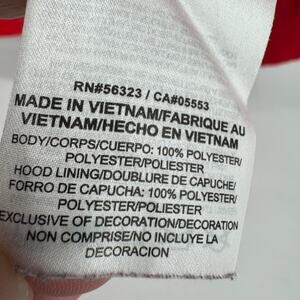 RN#56323 / CA#05553
MADE IN VIETNAM/FABRIQUE AU
VIETNAM/HECHO EN VIETNAM
BODY/CORPS/CUERPO: 100% POLYESTER/
POLYESTER/POLIESTER
HOOD LINING/DOUBLURE DE CAPUCHE/
FORRO DE CAPUCHA: 100% POLYESTER/
POLYESTER/POLIESTER
EXCLUSIVE OF DECORATION/DECORATION
NON COMPRISE/NO INCLUYE LA
DECORACION